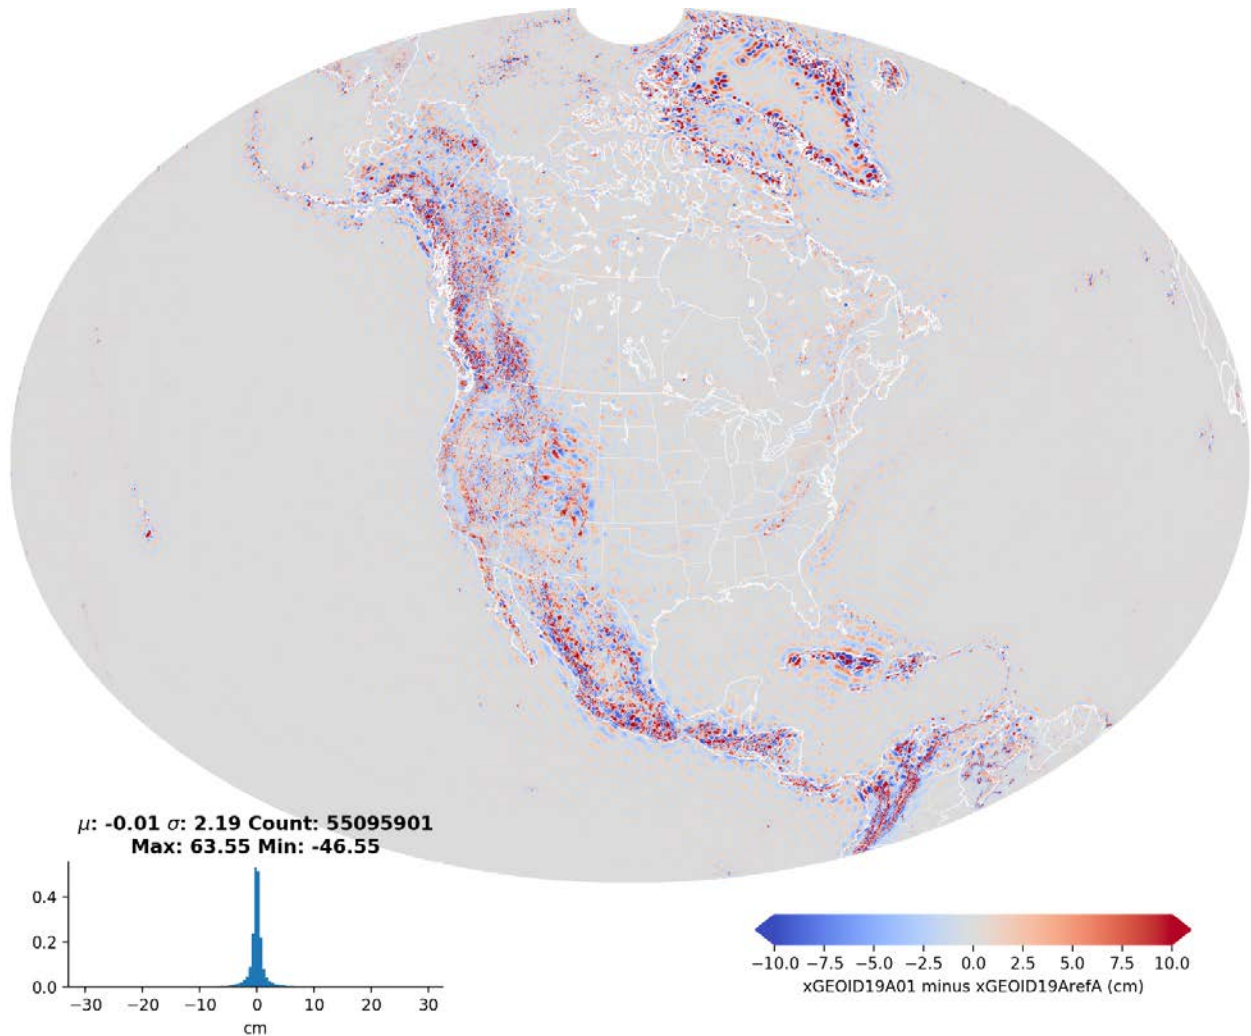 μ: -0.01 σ: 2.19 Count: 55095901
Max: 63.55 Min: -46.55
0.4
0.2
0.0
−30 −20 −10 0 10 20 30
cm
−10.0 −7.5 −5.0 −2.5 0.0 2.5 5.0 7.5 10.0
xGEOID19A01 minus xGEOID19ArefA (cm)